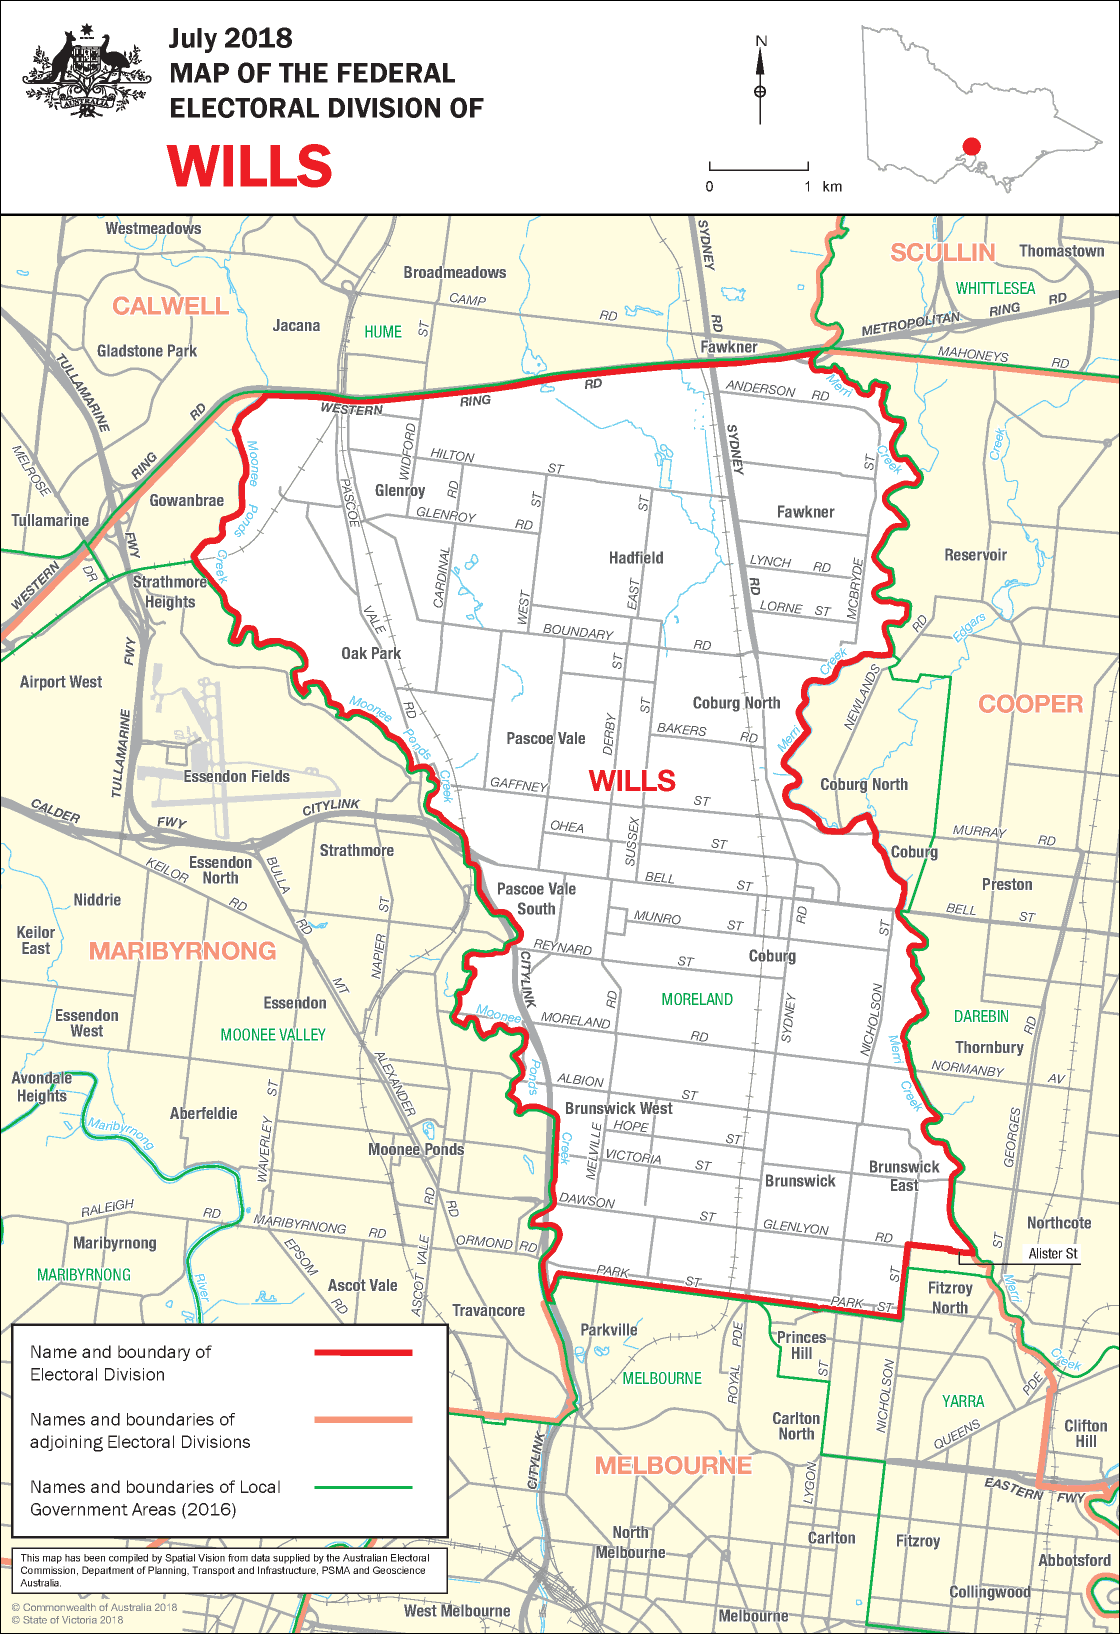 July 2018
MAP OF THE FEDERAL
ELECTORAL DIVISION OF
WILLS
AUSTRALIA
N
0 1 km
Westmeadows
Broadmeadows
SCULLIN
Thomastown
WHITTLESEA
CALWELL
Jacana
HUME
CAMP RD
ST
SYDNEY RD
METROPOLITAN RING RD
Gladstone Park
Fawkner
MAHONEYS RD
TULLAMARINE FWY
WESTERN RING RD
WESTERN RING RD
ANDERSON RD
Merri Creek
Creek
MELROSE DR
Moonee Ponds Creek
WIDFORD
HILTON ST
SYDNEY RD
ST
Gowanbrae
Glenroy
RD
PASCOE VALE RD
GLENROY RD
ST
ST
Fawkner
Tullamarine
Hadfield
Reservoir
LYNCH RD
Strathmore
Heights
CARDINAL
WEST
EAST
LORNE ST
MCBRYDE
BOUNDARY RD
RD
Edgars
Oak Park
Airport West
Merri Creek
NEWLANDS
COOPER
Moonee Ponds Creek
ST
ST
Coburg North
TULLAMARINE FWY
Pascoe Vale
DERBY
BAKERS RD
Merri
Essendon Fields
WILLS
Coburg North
GAFFNEY ST
CALDER FWY
CITYLINK
OHEA ST
SUSSEX
MURRAY RD
Strathmore
Coburg
KEILOR RD
Essendon
North
BULLA RD
BELL ST
Preston
Niddrie
Pascoe Vale
South
MUNRO ST
RD
ST
BELL ST
Keilor
East
MARIBYRNONG
NAPIER ST
MT
REYNARD ST
Coburg
CITYLINK
Essendon
MORELAND
Essendon
West
MOONEE VALLEY
Moonee Ponds Creek
MORELAND RD
RD
SYDNEY
NICHOLSON
DAREBIN
RD
Thornbury
Merri Creek
NORMANBY AV
Avondale
Heights
ST
ALEXANDER
ALBION ST
Aberfeldie
Brunswick West
Maribyrnong
HOPE ST
GEORGES
WAVERLEY
Moonee Ponds
MELVILLE
VICTORIA ST
Brunswick
Brunswick
East
RD
RD
DAWSON ST
RALEIGH RD
MARIBYRNONG RD
GLENLYON RD
Northcote
Maribyrnong
ORMOND RD
ST
Alister St
MARIBYRNONG
EPSOM RD
Ascot Vale
ASCOT VALE
River
PARK ST
PARK ST
ST
Fitzroy
North
Merri
Travancore
Parkville
Princes
Hill
Creek
MELBOURNE
ROYAL PDE
ST
NICHOLSON
YARRA
PDE
Carlton
North
QUEENS
Clifton
Hill
CITYLINK
MELBOURNE
LYGON
EASTERN FWY
North
Melbourne
Carlton
Fitzroy
Abbotsford
Collingwood
West Melbourne
Melbourne
Name and boundary of
Electoral Division
Names and boundaries of
adjoining Electoral Divisions
Names and boundaries of Local
Government Areas (2016)
This map has been compiled by Spatial Vision from data supplied by the Australian Electoral
Commission, Department of Planning, Transport and Infrastructure, PSMA and Geoscience
Australia.
© Commonwealth of Australia 2018
© State of Victoria 2018